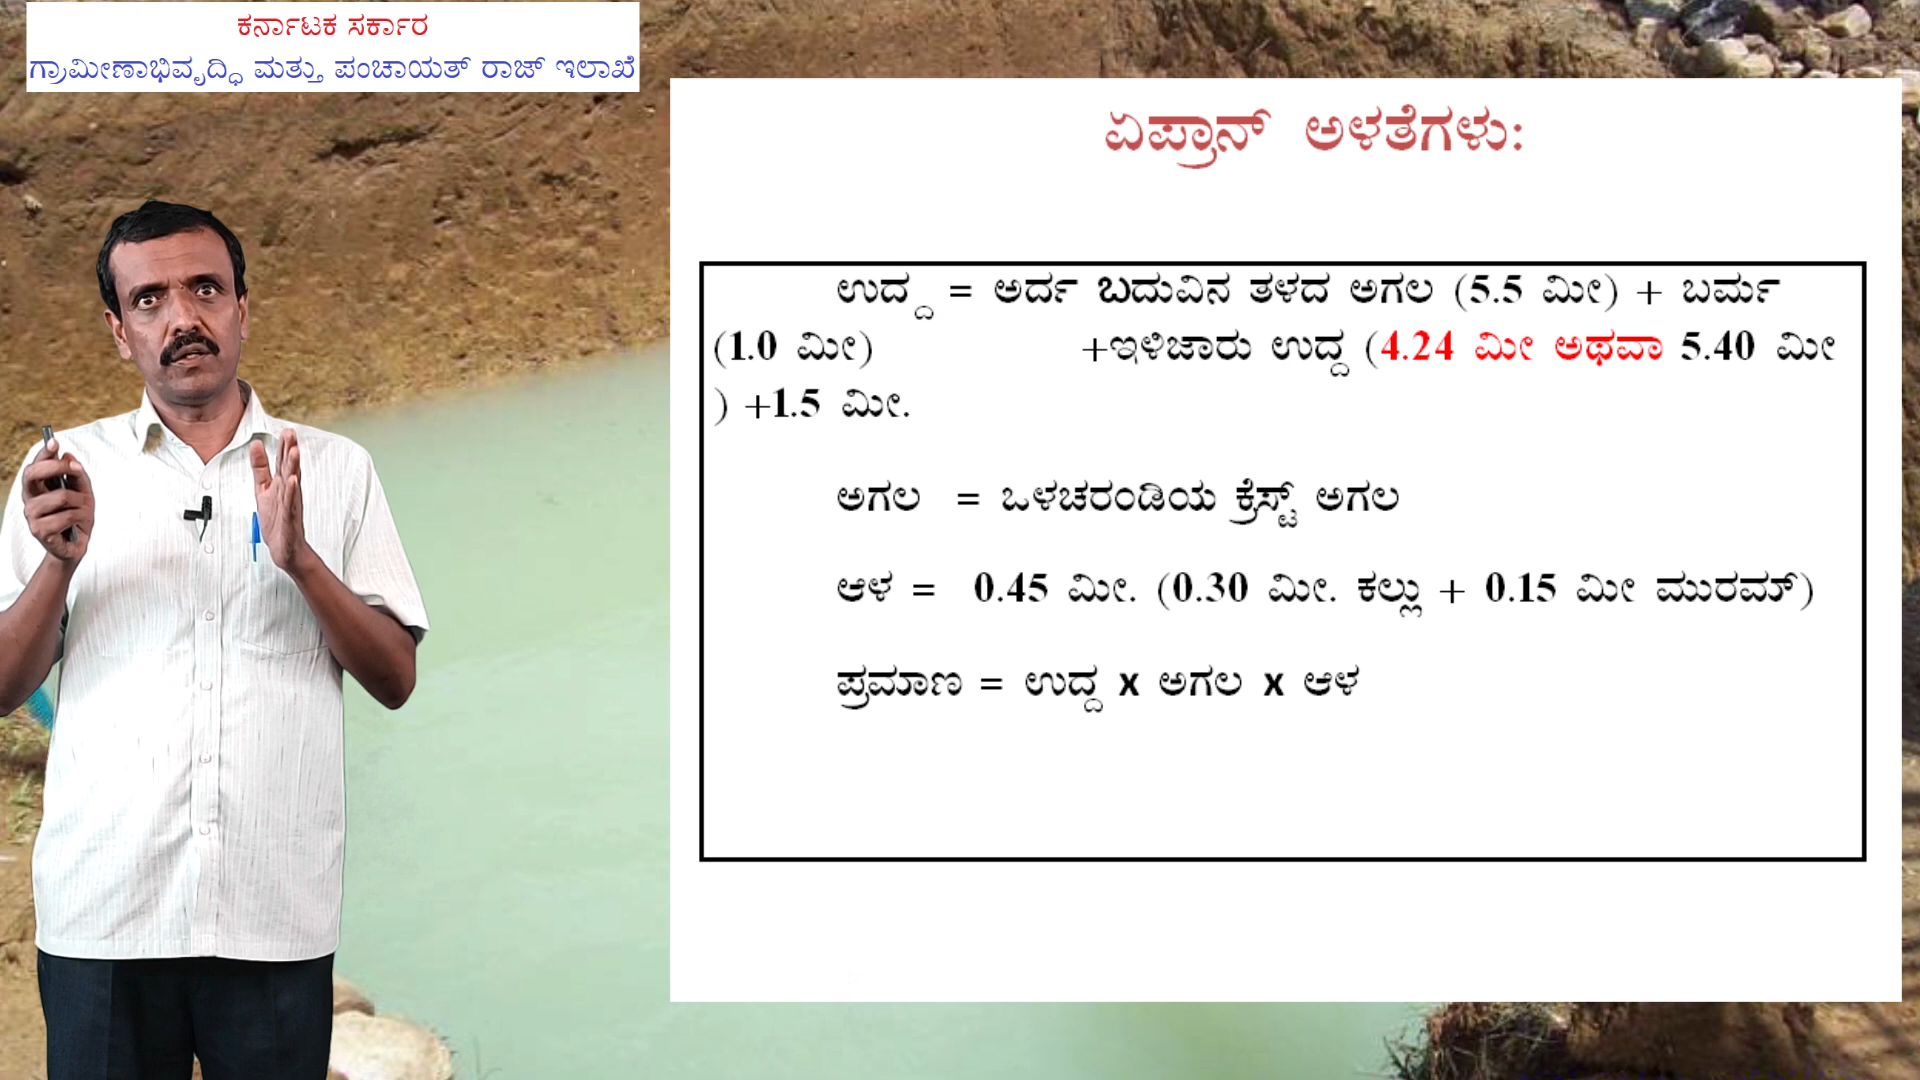 ಕರ್ನಾಟಕ ಸರ್ಕಾರ
ಗ್ರಾಮೀಣಾಭಿವೃದ್ಧಿ ಮತ್ತು ಪಂಚಾಯತ್ ರಾಜ್ ಇಲಾಖೆ
ಏಪ್ರಾನ್ ಅಳತೆಗಳು:
ಉದ್ದ = ಅರ್ದ ಬದುವಿನ ತಳದ ಅಗಲ (5.5 ಮೀ) + ಬರ್ಮ
(1.0 ಮೀ) +ಇಳಿಜಾರು ಉದ್ದ (4.24 ಮೀ ಅಥವಾ 5.40 ಮೀ
) +1.5 ಮೀ.
ಅಗಲ = ಒಳಚರಂಡಿಯ ಕ್ರೆಸ್ಟ್ ಅಗಲ
ಆಳ = 0.45 ಮೀ. (0.30 ಮೀ. ಕಲ್ಲು + 0.15 ಮೀ ಮುರಮ್)
ಪ್ರಮಾಣ = ಉದ್ದ x ಅಗಲ x ಆಳ